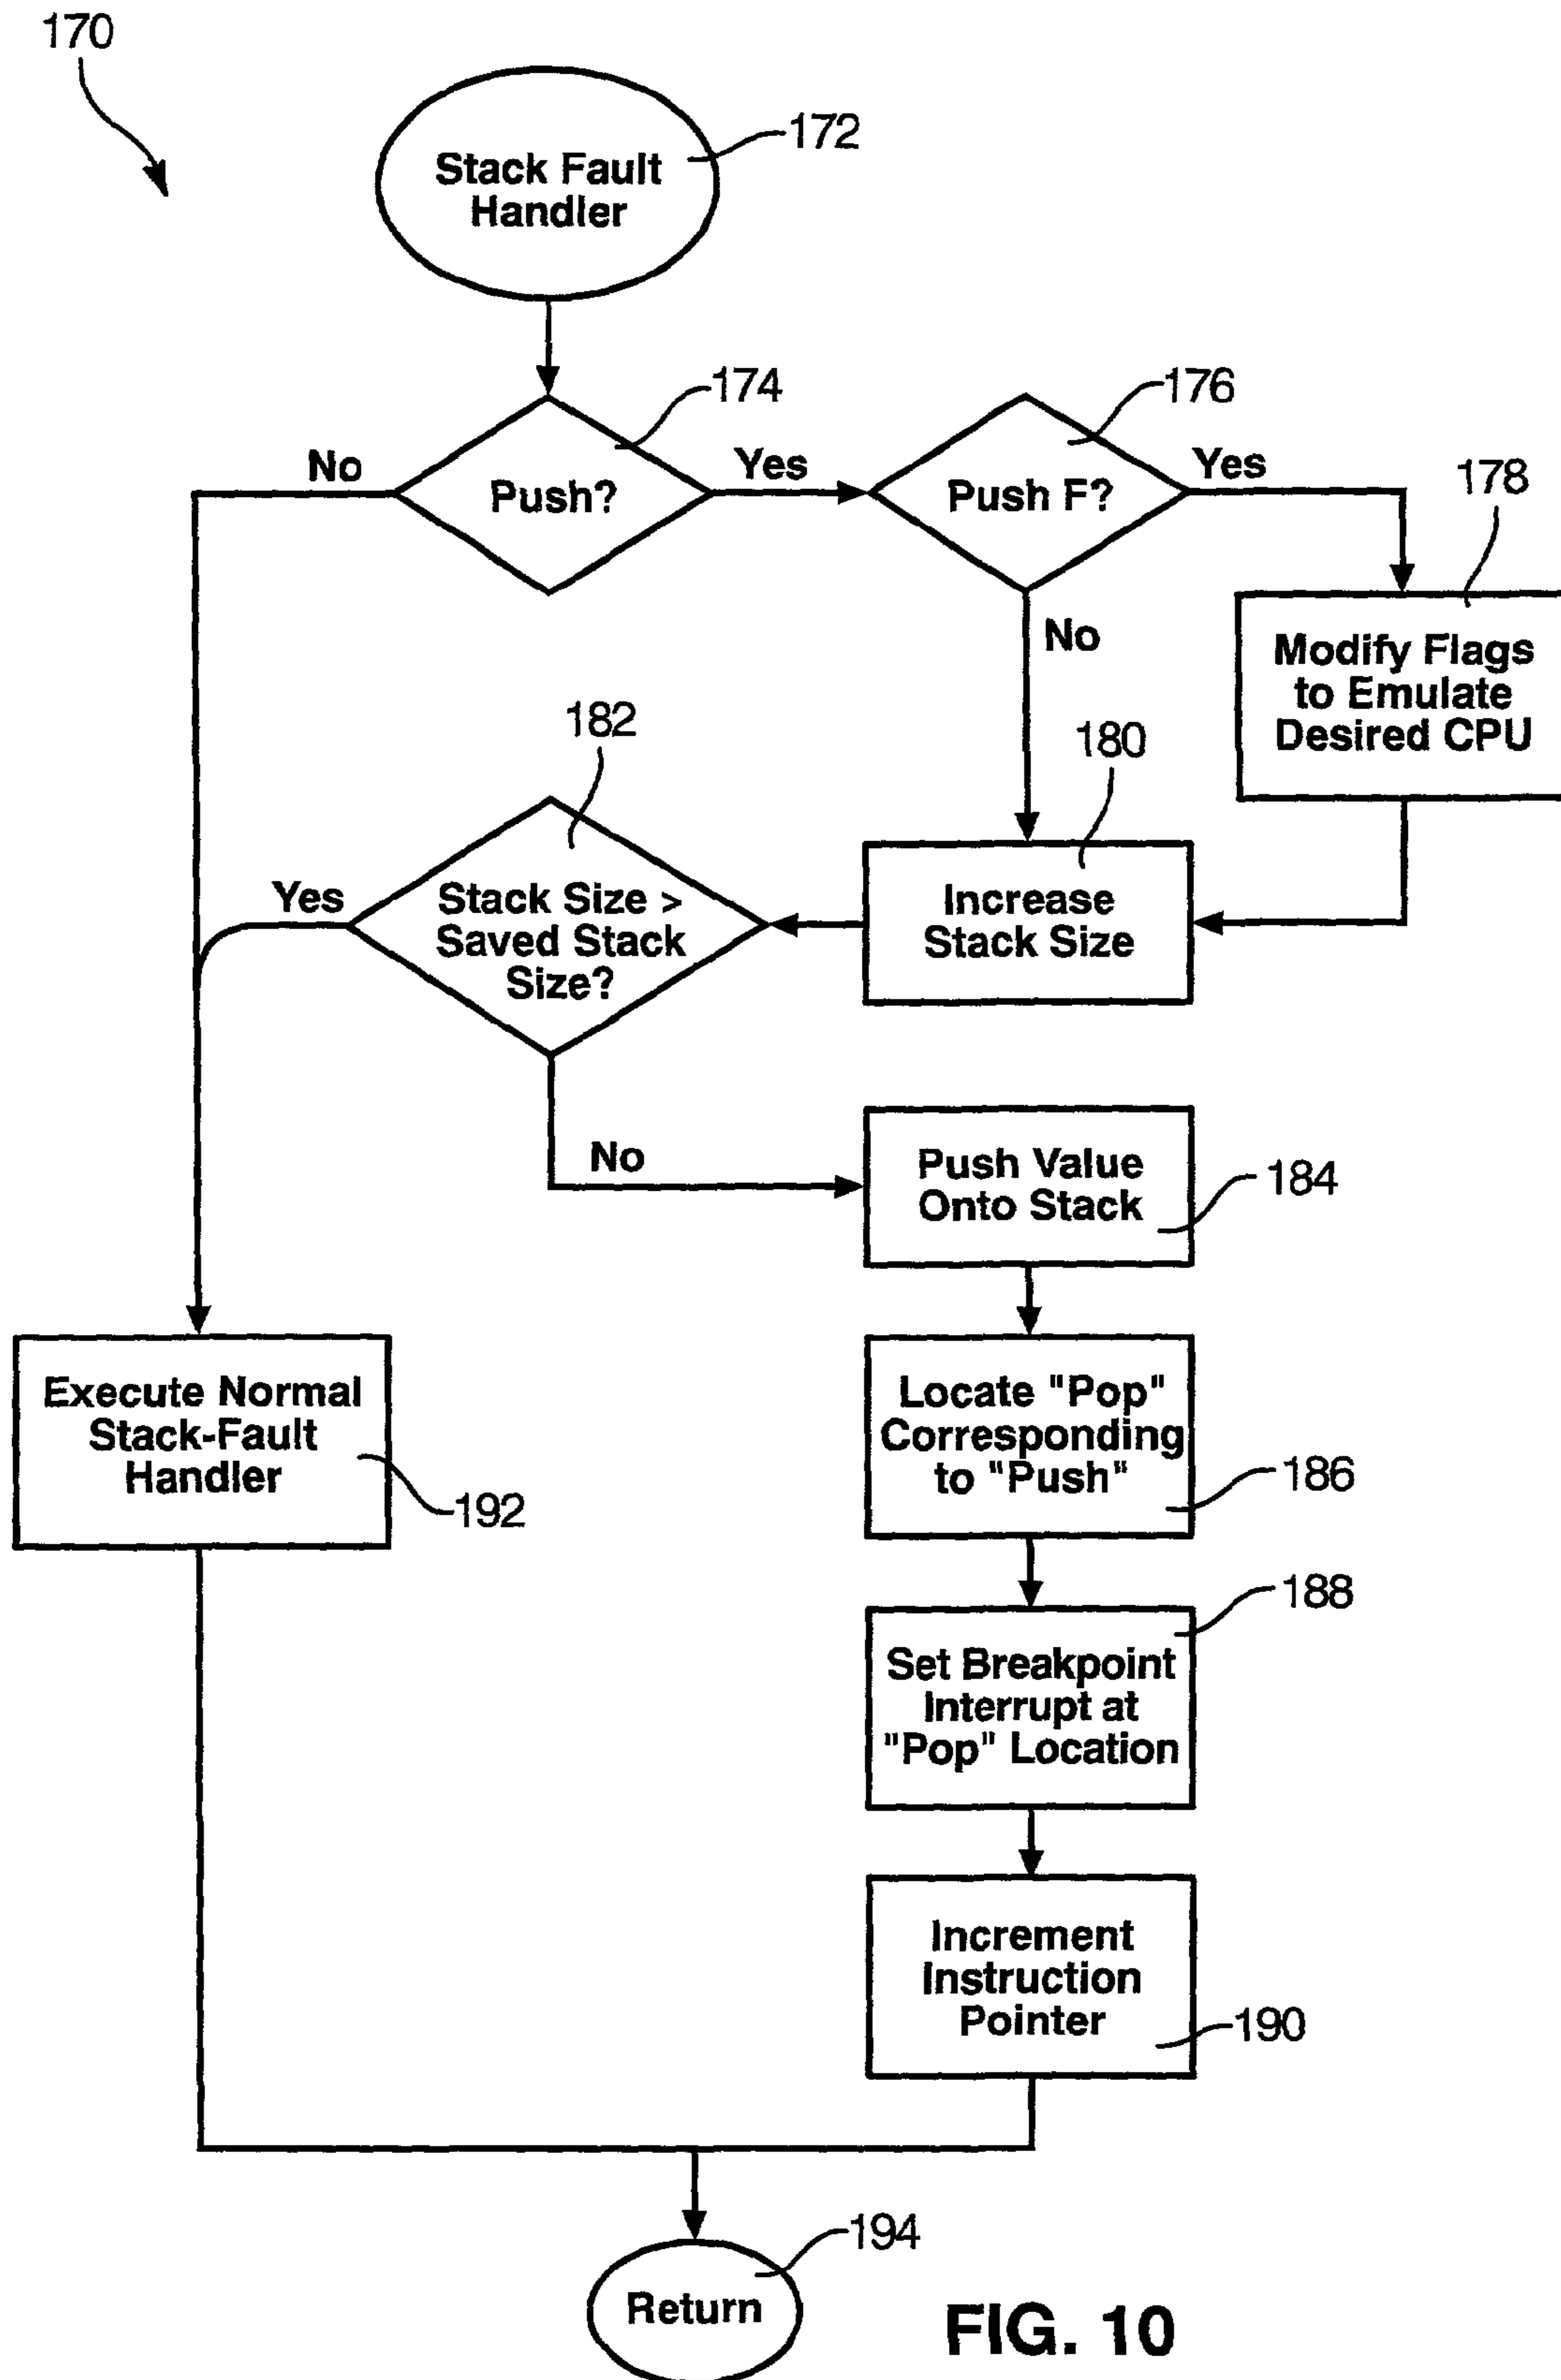 170
172
Stack Fault
Handler
174
176
No
Yes
Yes
Push?
Push F?
178
No
Modify Flags
to Emulate
Desired CPU
182
180
Yes
Stack Size >
Saved Stack
Size?
Increase
Stack Size
No
Push Value
Onto Stack
184
Execute Normal
Stack-Fault
Handler
192
Locate "Pop"
Corresponding
to "Push"
186
188
Set Breakpoint
Interrupt at
"Pop" Location
Increment
Instruction
Pointer
190
194
Return
FIG. 10